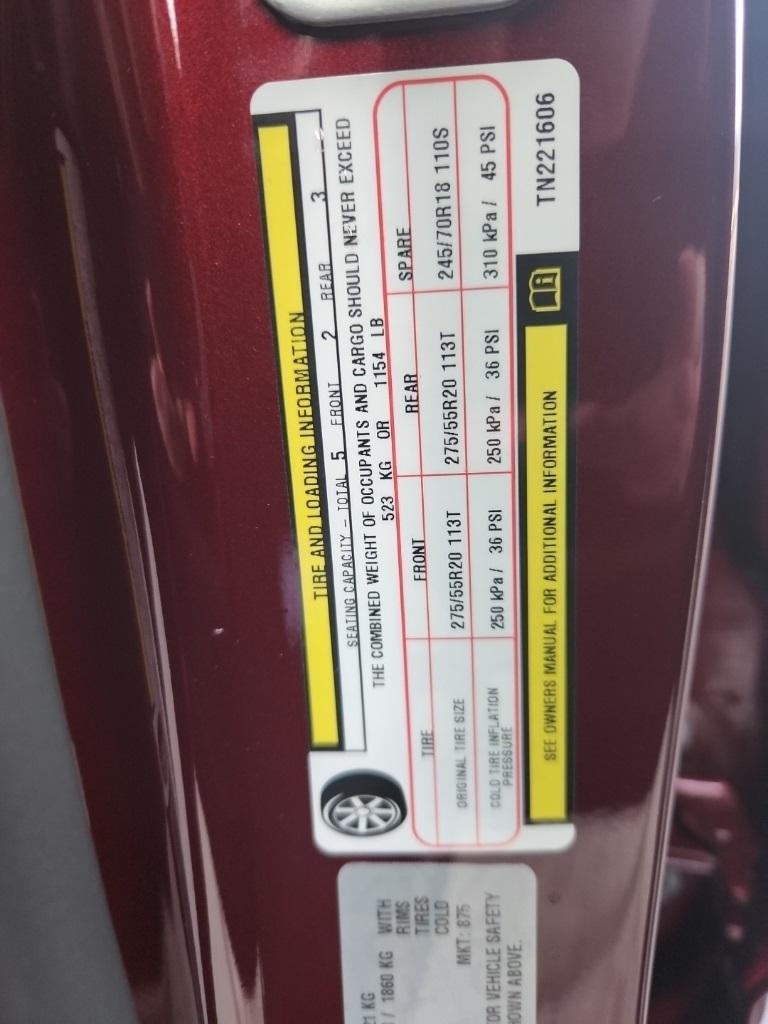 TIRE AND LOADING INFORMATION
SEATING CAPACITY – TOTAL 5 FRONT 2 REAR 3
THE COMBINED WEIGHT OF OCCUPANTS AND CARGO SHOULD NEVER EXCEED
523 KG OR 1154 LB
TIRE FRONT REAR SPARE
ORIGINAL TIRE SIZE 275/55R20 113T 275/55R20 113T 245/70R18 110S
COLD TIRE INFLATION
PRESSURE 250 kPa / 36 PSI 250 kPa / 36 PSI 310 kPa / 45 PSI
SEE OWNERS MANUAL FOR ADDITIONAL INFORMATION
TN221606
21 KG
/ 1860 KG WITH
RIMS
TIRES
COLD
MKT: 875
OR VEHICLE SAFETY
OWN ABOVE.